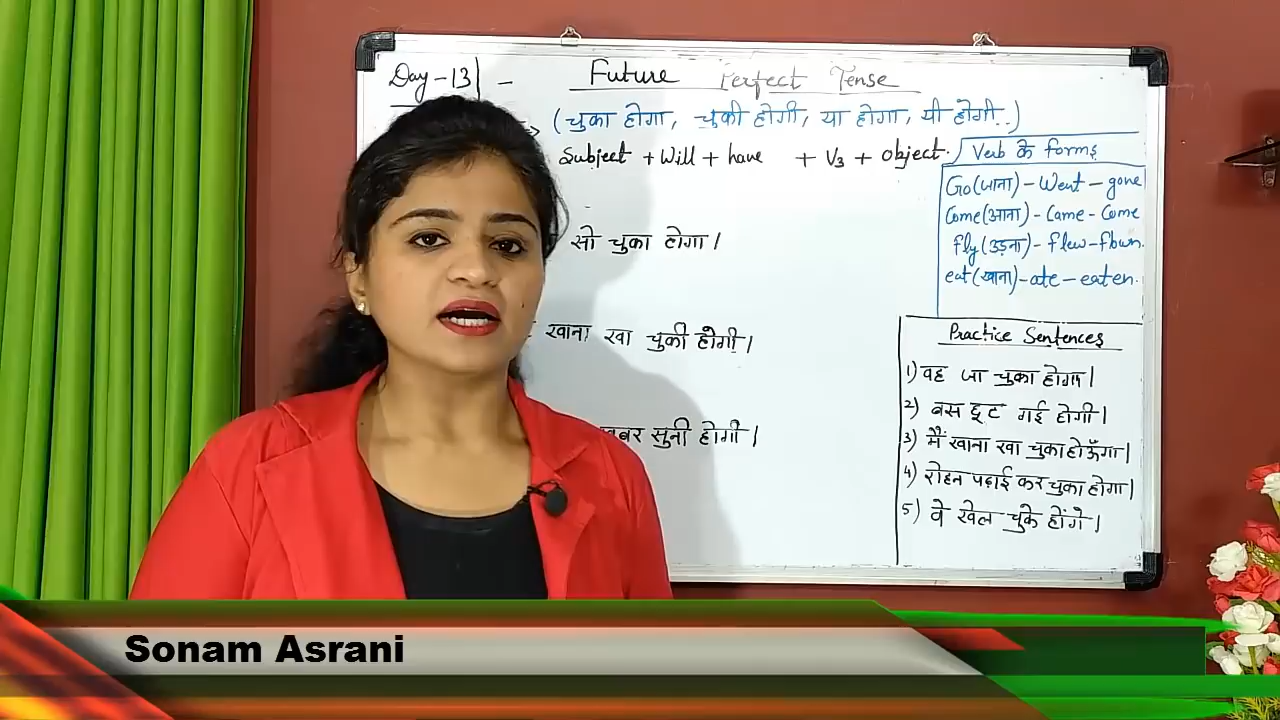 Day-13 | - Future Perfect Tense
(चुका होगा, चुकी होगी, या होगा, यी होगी..)
Subject + Will + have + V3 + object.
Verb के forms
Go(जाना) - Went - gone
Come(आना) - Came - Come
fly(उड़ना) - flew - flown.
eat(खाना) - ate - eaten.
सो चुका होगा।
खाना खा चुकी होगी।
खबर सुनी होगी।
Practice Sentences
1) वह जा चुका होगा।
2) बस छूट गई होगी।
3) मैं खाना खा चुका होऊँगा।
4) रोहन पढ़ाई कर चुका होगा।
5) वे खेल चुके होंगे।
Sonam Asrani